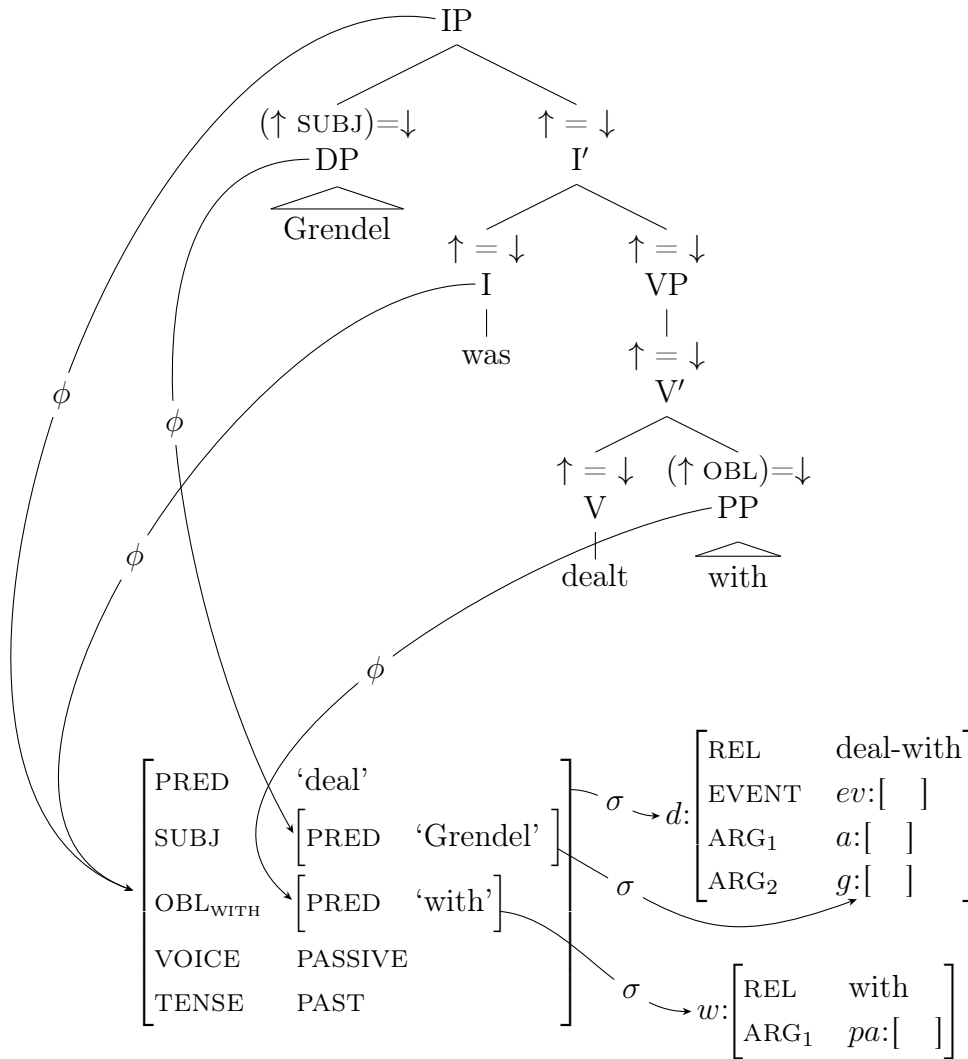 IP
(↑ SUBJ)=↓ ↑ = ↓
DP I′
Grendel
↑ = ↓ ↑ = ↓
I VP
was ↑ = ↓
V′
ϕ
ϕ
↑ = ↓ (↑ OBL)=↓
V PP
ϕ
dealt with
ϕ
PRED ‘deal’
SUBJ [PRED ‘Grendel’]
OBL_WITH [PRED ‘with’]
VOICE PASSIVE
TENSE PAST
σ
σ
σ
d:[REL deal-with
EVENT ev:[ ]
ARG₁ a:[ ]
ARG₂ g:[ ]]
w:[REL with
ARG₁ pa:[ ]]